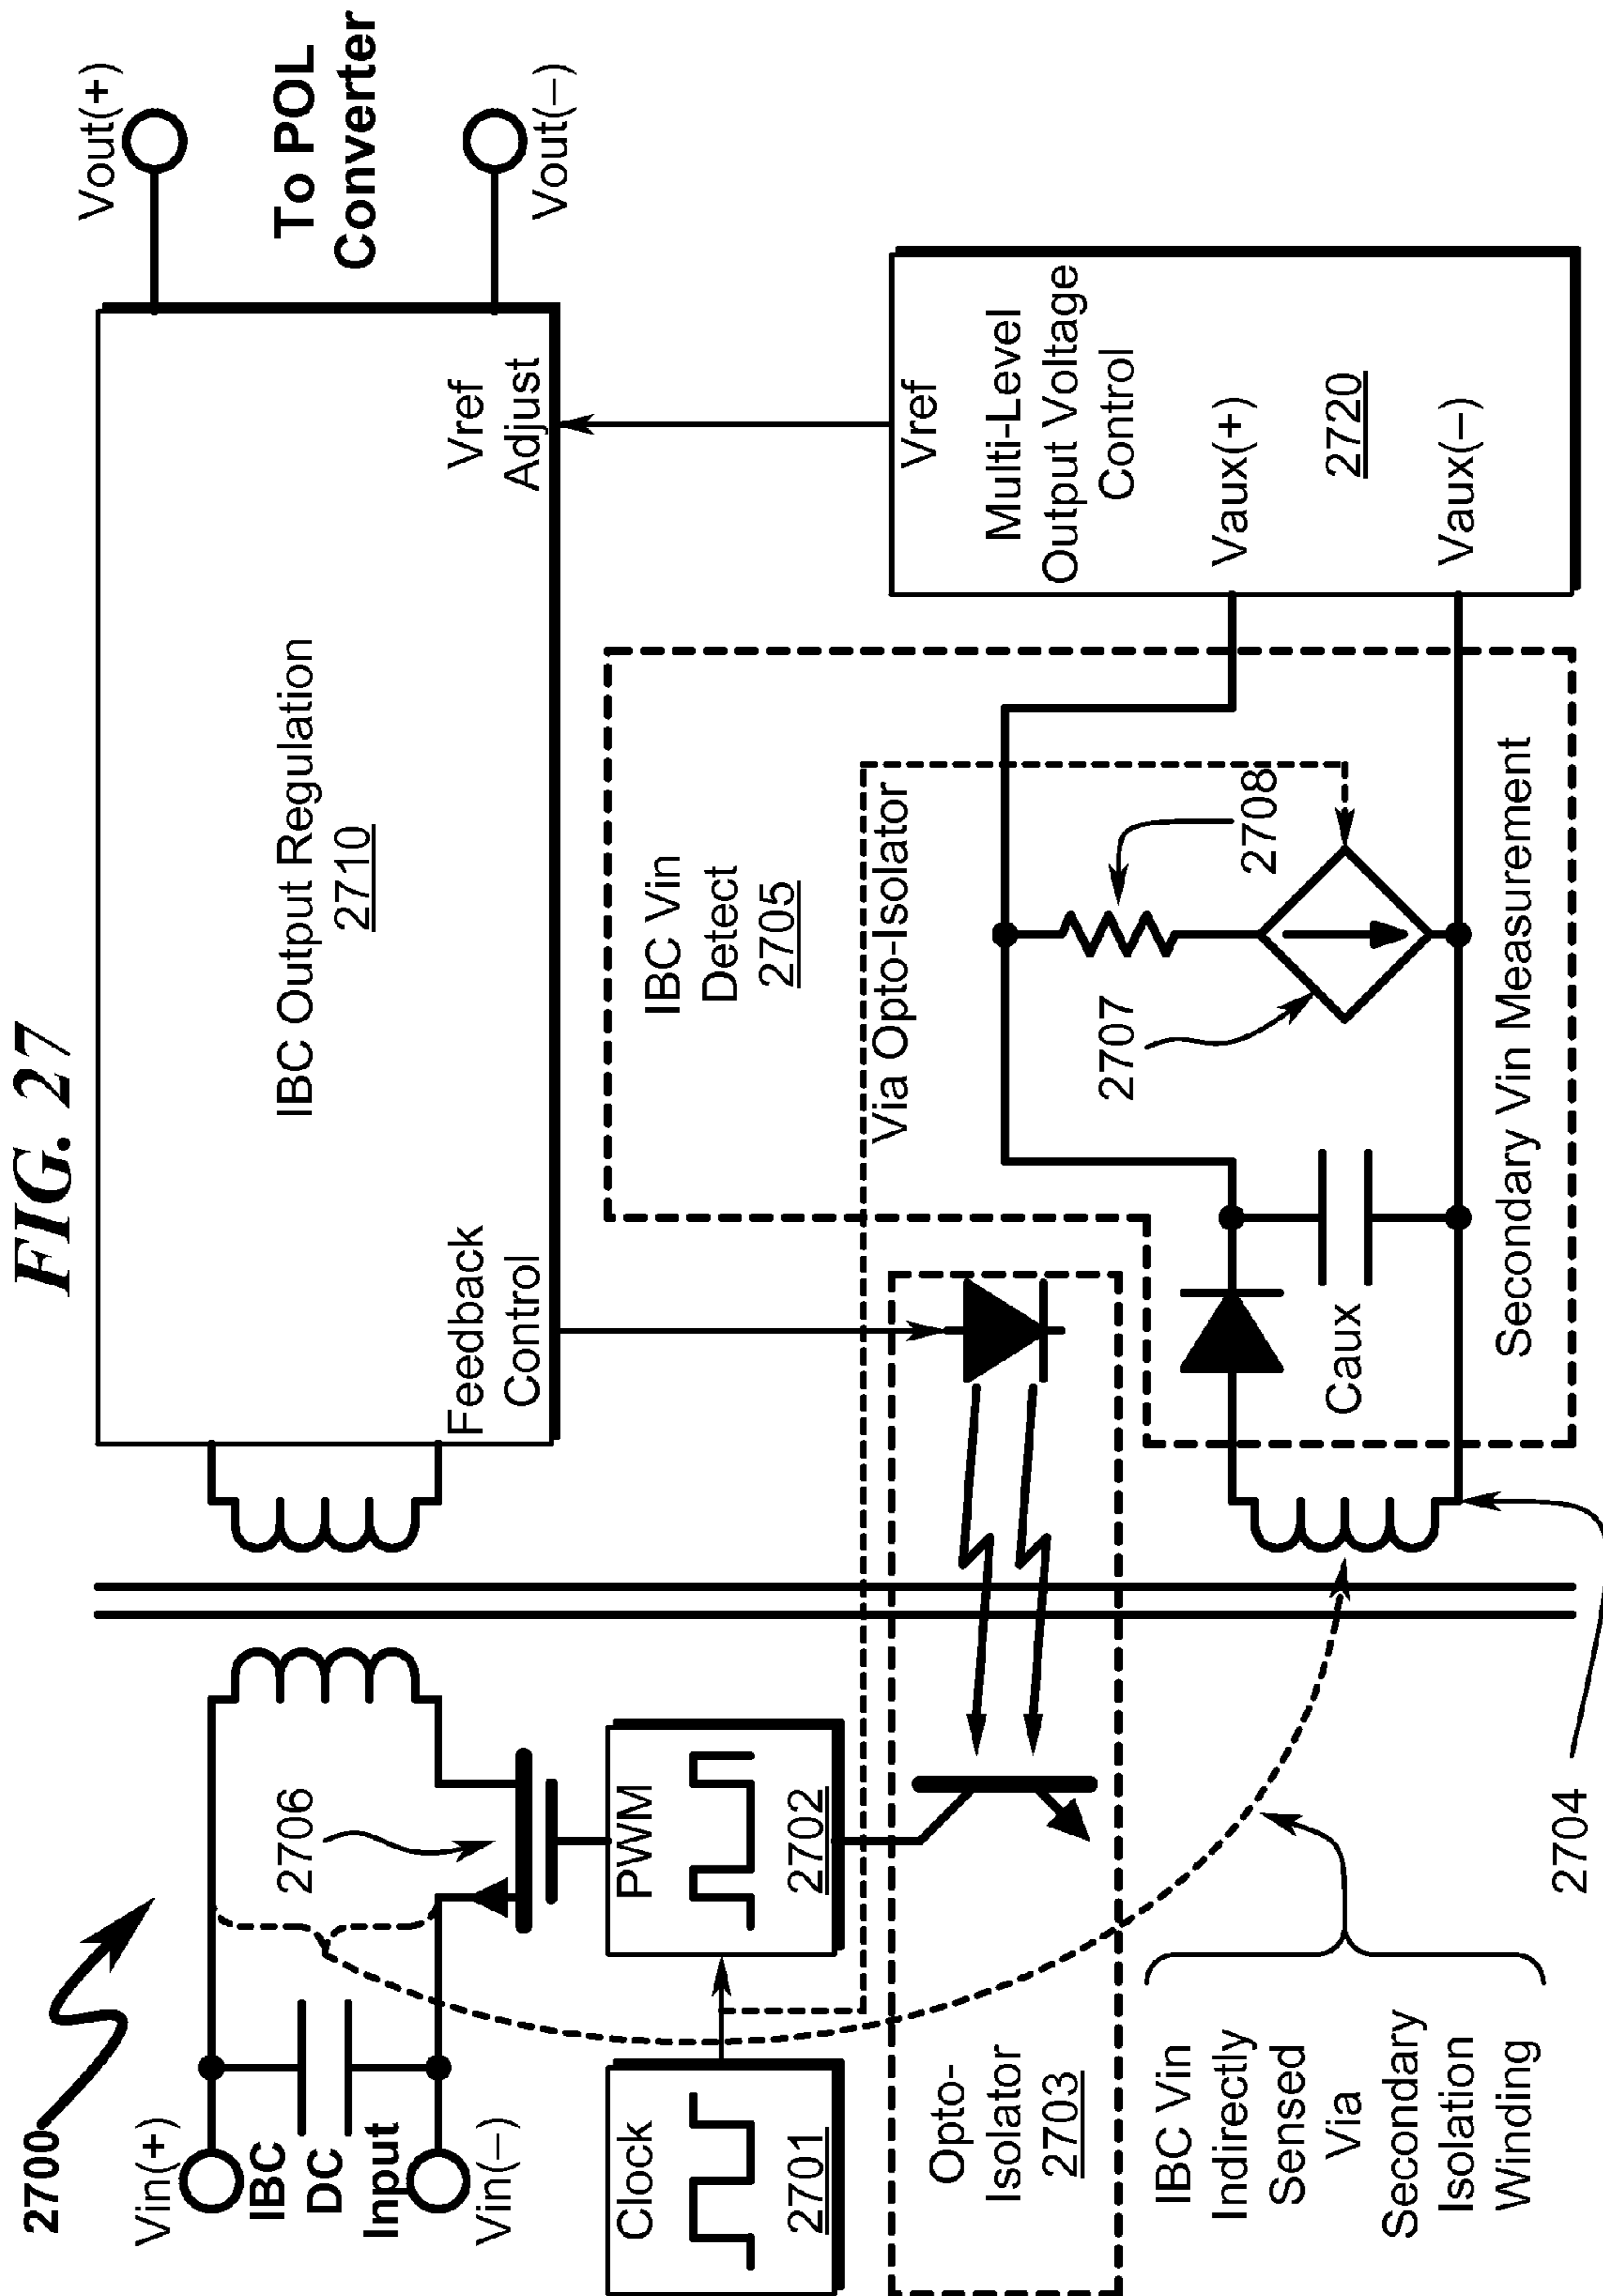 FIG. 27
2700
Vin(+)
IBC
DC
Input
Vin(–)
2706
Clock
2701
PWM
2702
Opto-
Isolator
2703
IBC Vin
Indirectly
Sensed
Via
Secondary
Isolation
Winding
2704
IBC Output Regulation
2710
Feedback
Control
Vref
Adjust
Vout(+)
To POL
Converter
Vout(–)
IBC Vin
Detect
2705
Via Opto-Isolator
2707
2708
Caux
Secondary Vin Measurement
Vref
Multi-Level
Output Voltage
Control
Vaux(+)
2720
Vaux(–)